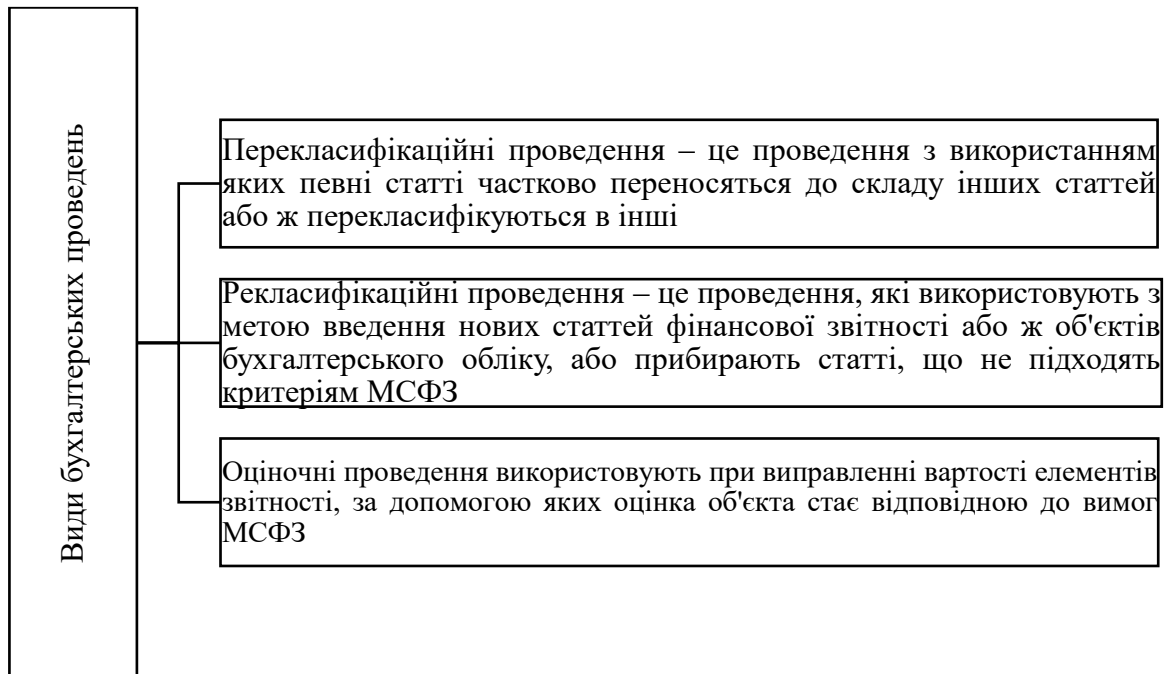 Види бухгалтерських проведень
Перекласифікаційні проведення – це проведення з використанням
яких певні статті частково переносяться до складу інших статтей
або ж перекласифікуються в інші
Рекласифікаційні проведення – це проведення, які використовують з
метою введення нових статтей фінансової звітності або ж об'єктів
бухгалтерського обліку, або прибирають статті, що не підходять
критеріям МСФЗ
Оціночні проведення використовують при виправленні вартості елементів
звітності, за допомогою яких оцінка об'єкта стає відповідною до вимог
МСФЗ